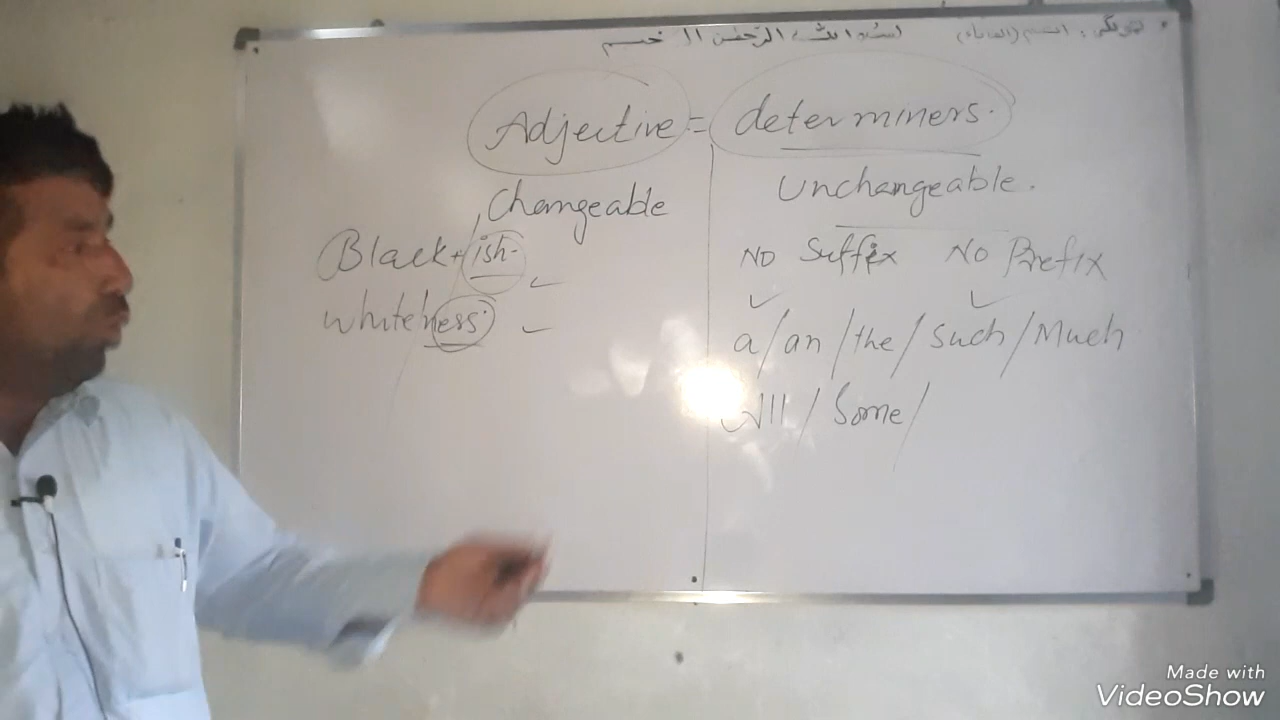 Adjective = determiners.
Changeable
Unchangeable.
Black + ish
Whiteness
NO Suffix NO Prefix
a / an / the / Such / Much
All / Some /
Made with
VideoShow